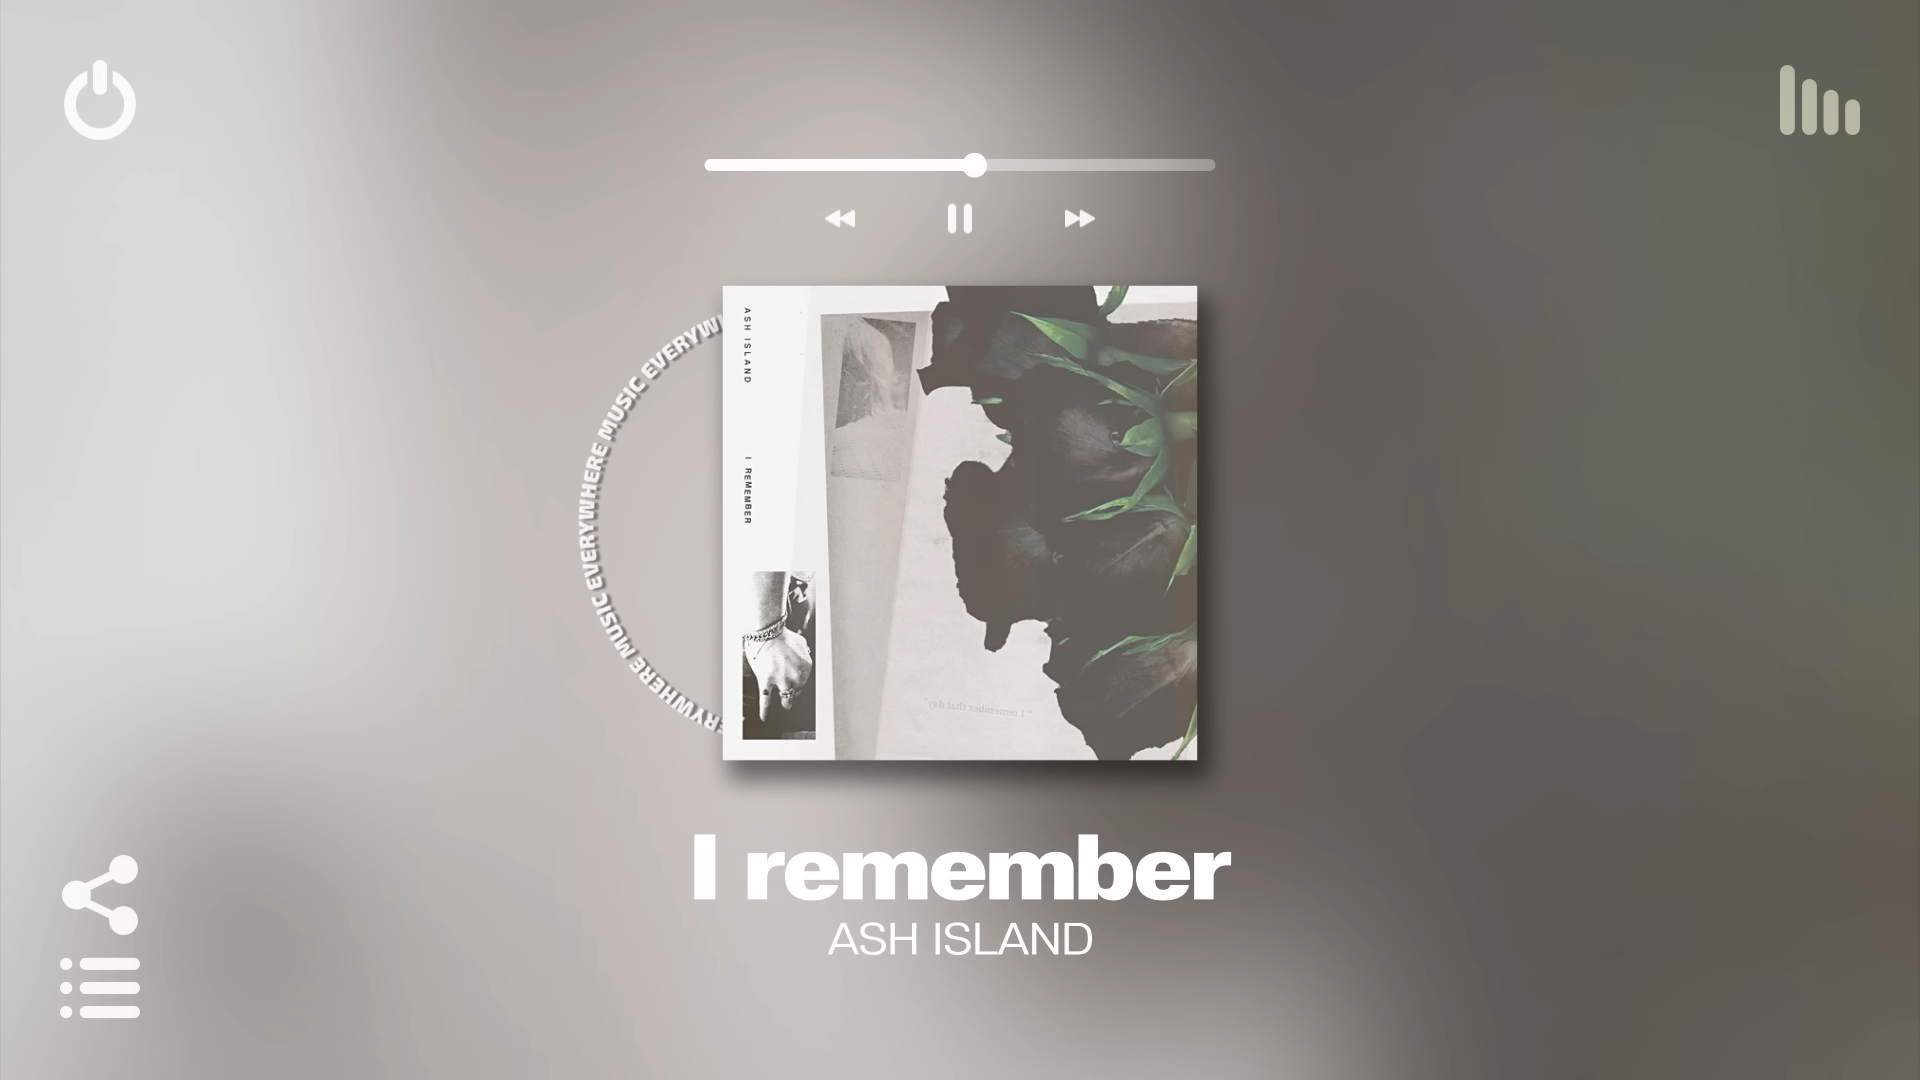 EVERYWHERE MUSIC EVERYWHERE MUSIC EVERYW
ASH ISLAND
I REMEMBER
"I remember that day"
I remember
ASH ISLAND